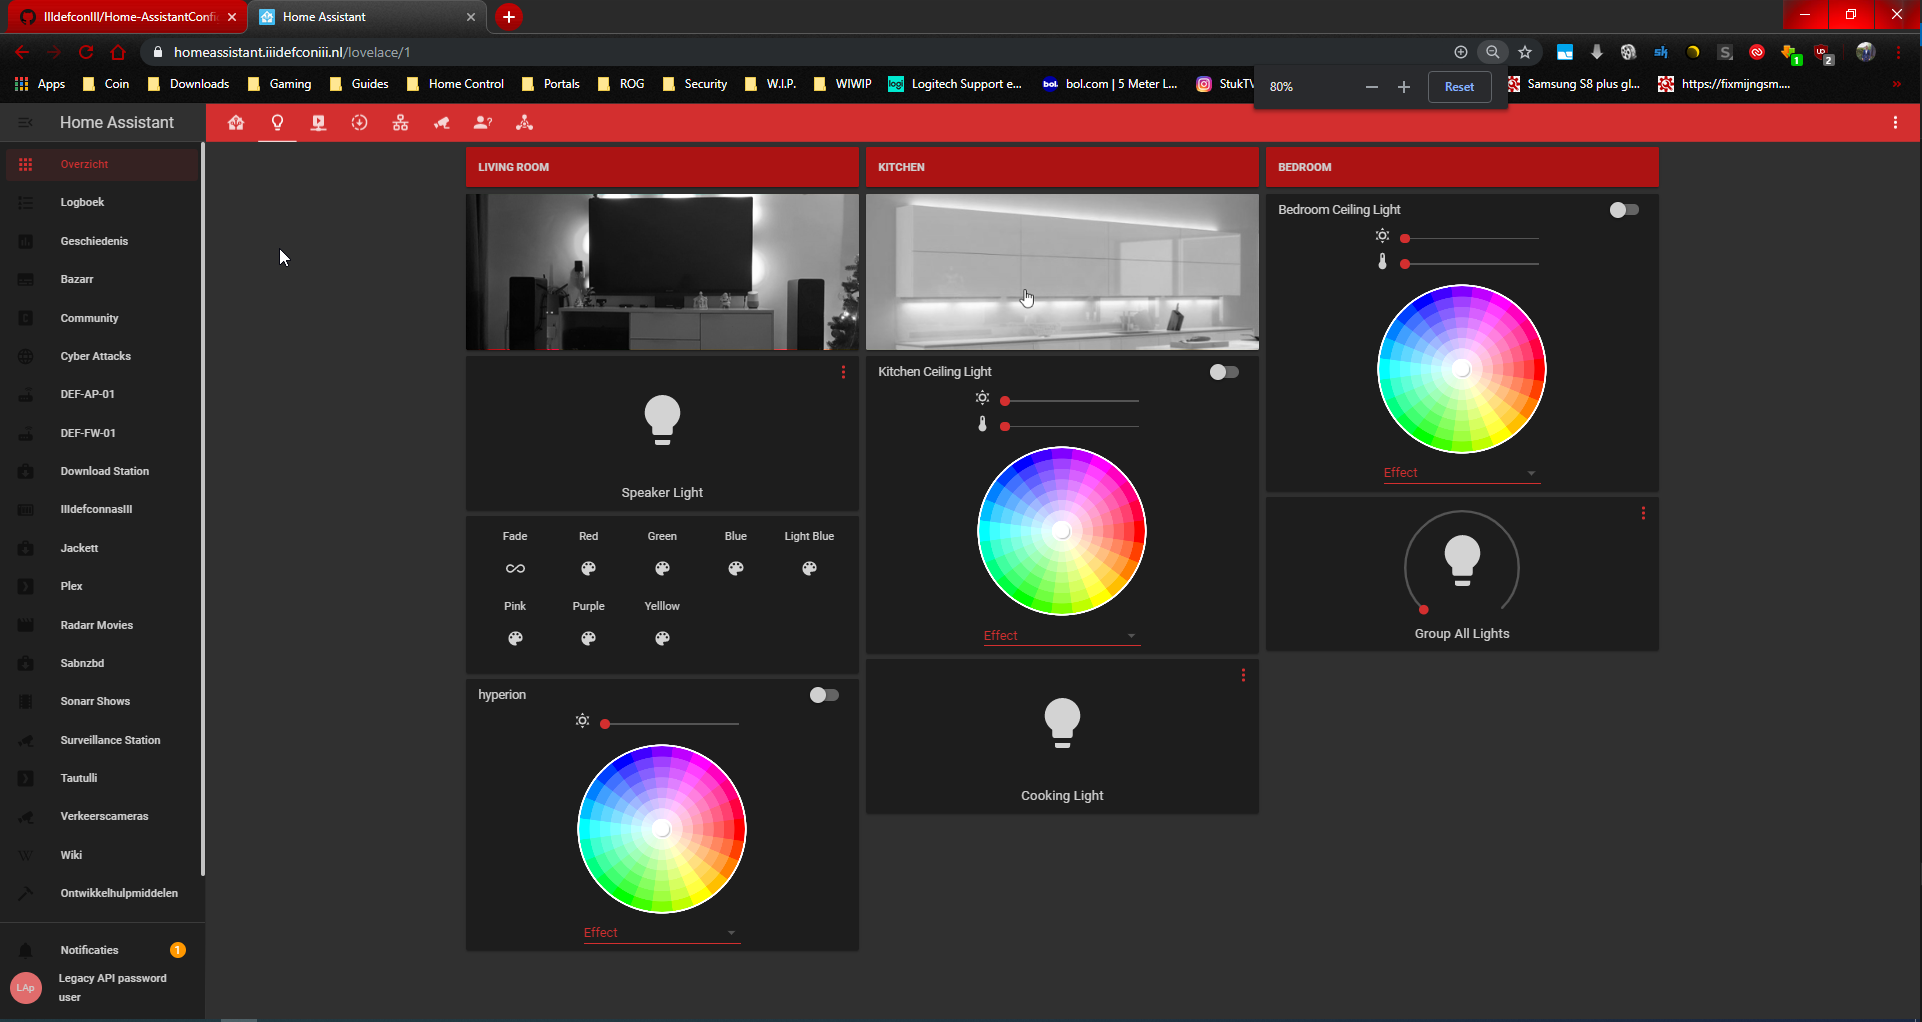 IIIdefconIII/Home-AssistantConfi
Home Assistant
homeassistant.iiidefconiii.nl/lovelace/1
Apps
Coin
Downloads
Gaming
Guides
Home Control
Portals
ROG
Security
W.I.P.
WIWIP
logi
Logitech Support e...
bol.
bol.com | 5 Meter L...
StukTV
80%
Reset
Samsung S8 plus gl...
https://fixmijngsm....
sk
S
1
2
Home Assistant
Overzicht
Logboek
Geschiedenis
Bazarr
Community
Cyber Attacks
DEF-AP-01
DEF-FW-01
Download Station
IIIdefconnasIII
Jackett
Plex
Radarr Movies
Sabnzbd
Sonarr Shows
Surveillance Station
Tautulli
Verkeerscameras
W
Wiki
Ontwikkelhulpmiddelen
Notificaties
1
LAp
Legacy API password
user
LIVING ROOM
Speaker Light
Fade Red Green Blue Light Blue
Pink Purple Yelllow
hyperion
Effect
KITCHEN
Kitchen Ceiling Light
Effect
Cooking Light
BEDROOM
Bedroom Ceiling Light
Effect
Group All Lights